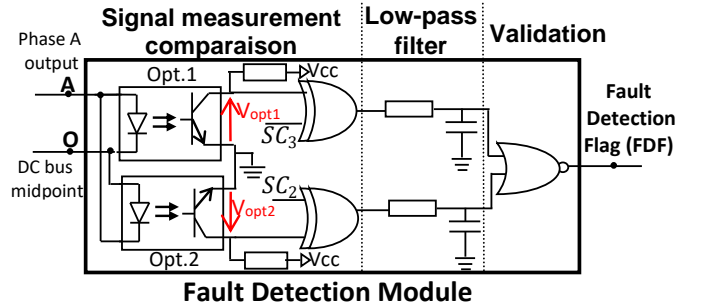 Signal measurement
comparaison
Low-pass
filter
Validation
Phase A
output
A
O
DC bus
midpoint
Opt.1
Vcc
Vopt1
SC3
SC2
Vopt2
Opt.2
Vcc
Fault
Detection
Flag (FDF)
Fault Detection Module